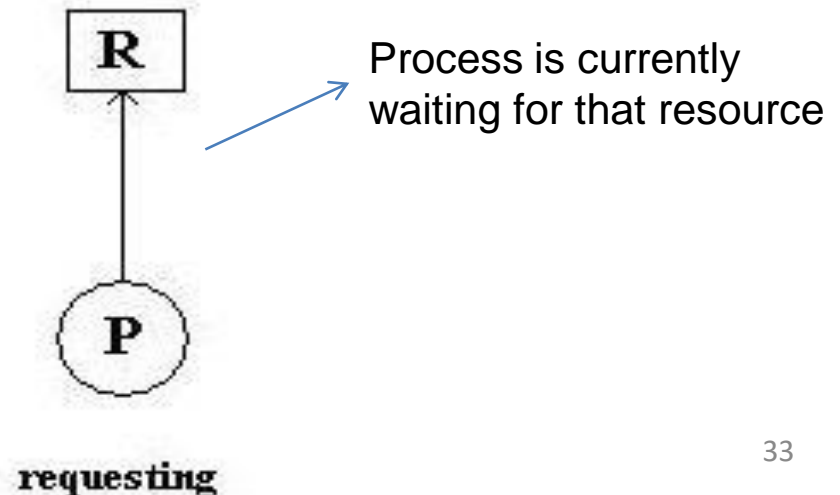 R
Process is currently
waiting for that resource
P
33
requesting